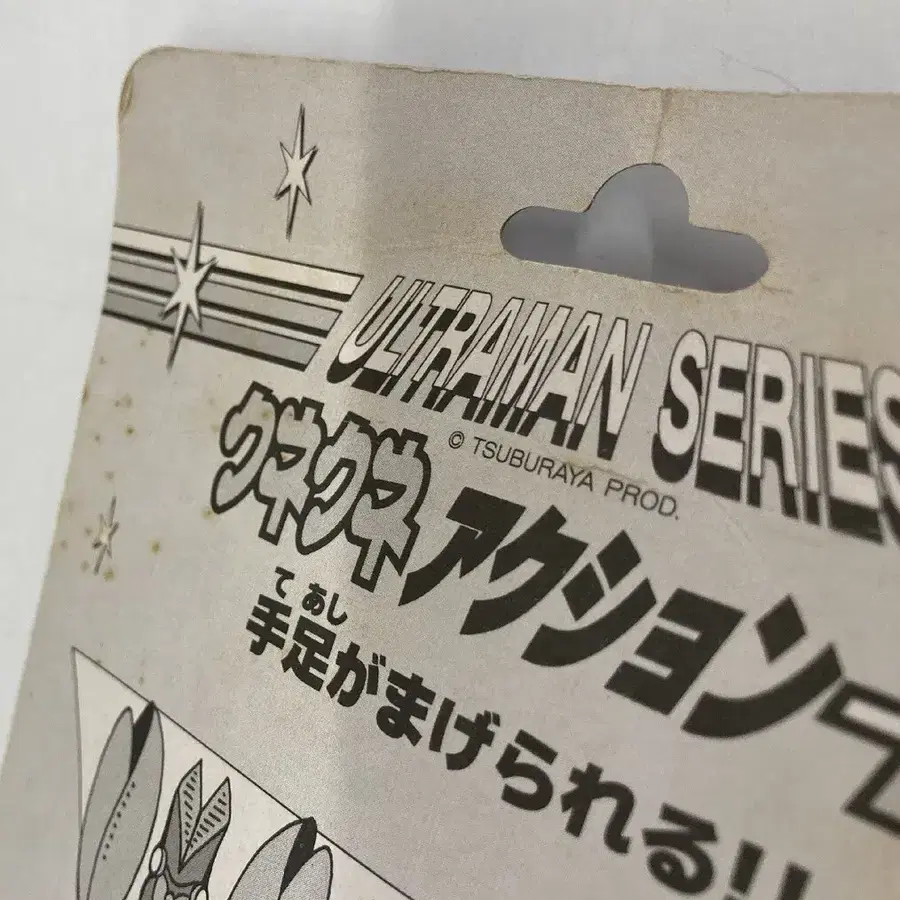 ULTRAMAN SERIES
© TSUBURAYA PROD.
クネクネアクション
てあし
手足がまげられる!!